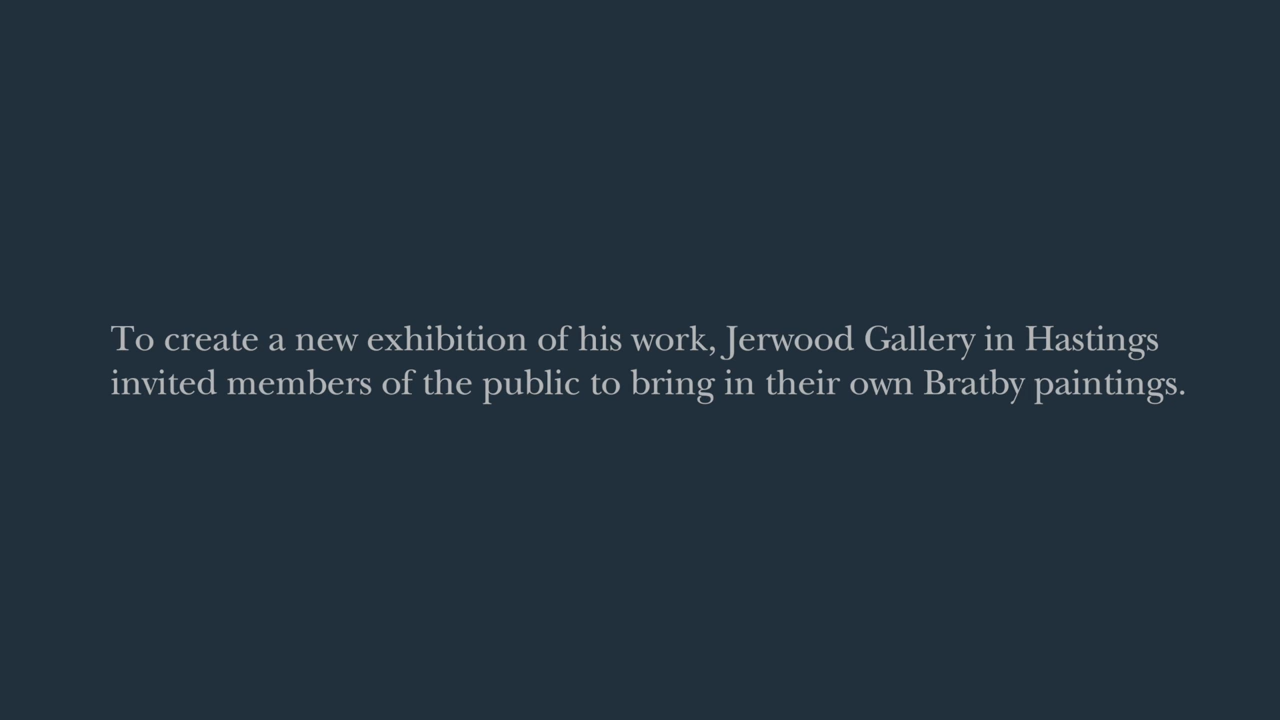 To create a new exhibition of his work, Jerwood Gallery in Hastings
invited members of the public to bring in their own Bratby paintings.